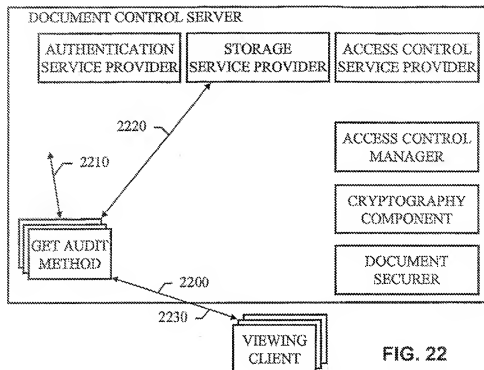 DOCUMENT CONTROL SERVER
AUTHENTICATION
SERVICE PROVIDER
STORAGE
SERVICE PROVIDER
ACCESS CONTROL
SERVICE PROVIDER
2220
2210
ACCESS CONTROL
MANAGER
CRYPTOGRAPHY
COMPONENT
GET AUDIT
METHOD
DOCUMENT
SECURER
2200
2230
VIEWING
CLIENT
FIG. 22